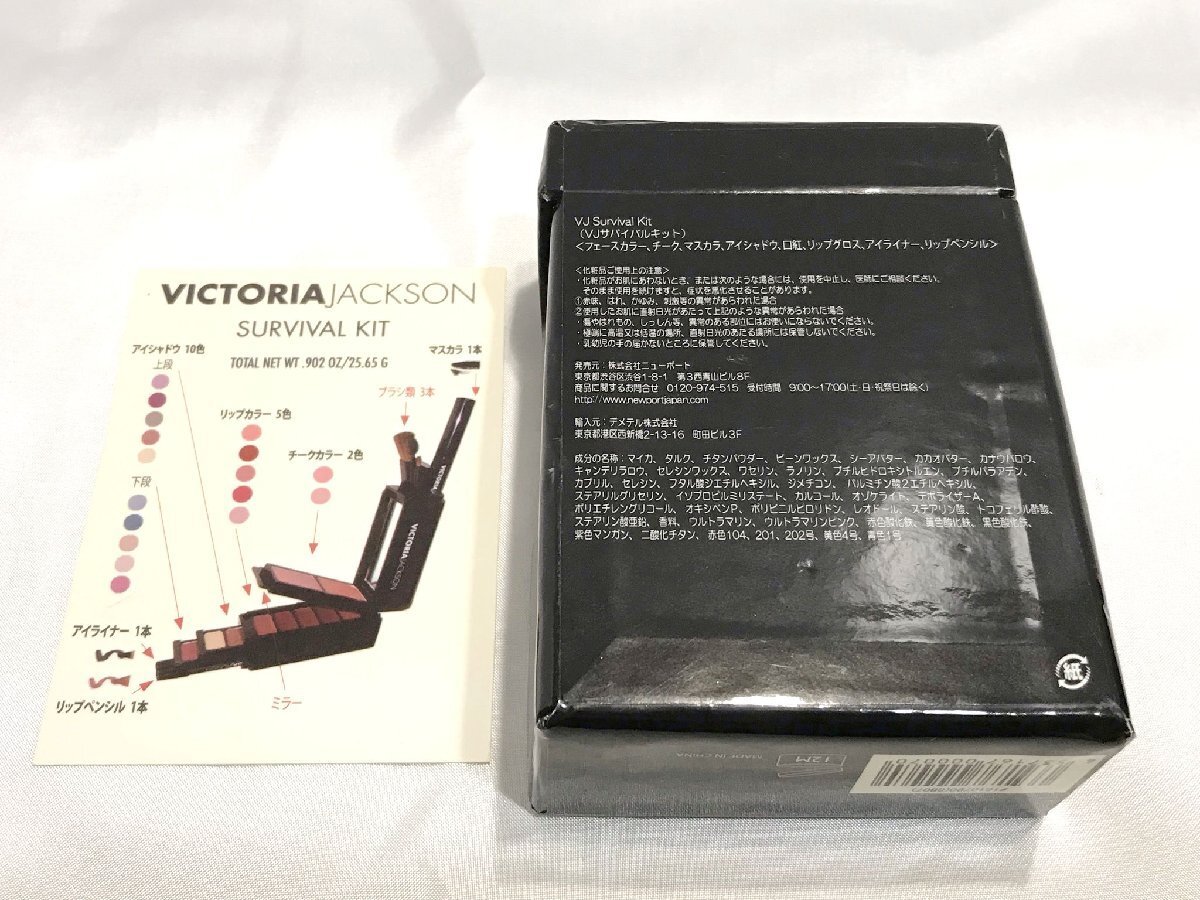 VICTORIAJACKSON
SURVIVAL KIT
アイシャドウ 10色
TOTAL NET WT .902 OZ/25.65 G
マスカラ 1本
上段
ブラシ類 3本
リップカラー 5色
チークカラー 2色
下段
VICTORIA
VICTORIAJACKSON
アイライナー 1本
リップペンシル 1本
ミラー
VJ Survival Kit
（VJサバイバルキット）
＜フェースカラー、チーク、マスカラ、アイシャドウ、口紅、リップグロス、アイライナー、リップペンシル＞
＜化粧品ご使用上の注意＞
・化粧品がお肌にあわないとき、または次のような場合には、使用を中止し、医師にご相談ください。
そのまま使用を続けますと、症状を悪化させることがあります。
①赤味、はれ、かゆみ、刺激等の異常があらわれた場合
②使用したお肌に直射日光があたって上記のような異常があらわれた場合
・傷やはれもの、しっしん等、異常のある部位にはお使いにならないでください。
・極端に高温又は低温の場所、直射日光のあたる場所には保管しないでください。
・乳幼児の手の届かないところに保管してください。
発売元：株式会社ニューポート
東京都渋谷区渋谷1-8-1 第3西青山ビル8F
商品に関するお問合せ 0120-974-515 受付時間 9:00～17:00(土・日・祝祭日は除く)
http://www.newportjapan.com
輸入元：デメテル株式会社
東京都港区西新橋2-13-16 町田ビル3F
成分の名称：マイカ、タルク、チタンパウダー、ビーンワックス、シーアバター、カカオバター、カナウバロウ、
キャンデリラロウ、セレシンワックス、ワセリン、ラノリン、ブチルヒドロキシトルエン、ブチルパラアテン、
カプリル、セレシン、フタル酸ジエチルヘキシル、ジメチコン、パルミチン酸2エチルヘキシル、
ステアリルグリセリン、イソプロピルミリステート、カルコール、オゾケライト、デポライザーA、
ポリエチレングリコール、オキシベンP、ポリビニルヒロリドン、レオドール、ステアリン酸、トコフェリル酢酸、
ステアリン酸亜鉛、香料、ウルトラマリン、ウルトラマリンピンク、赤色酸化鉄、黄色酸化鉄、黒色酸化鉄、
紫色マンガン、二酸化チタン、赤色104、201、202号、黄色4号、青色1号
紙
MADE IN CHINA
12M